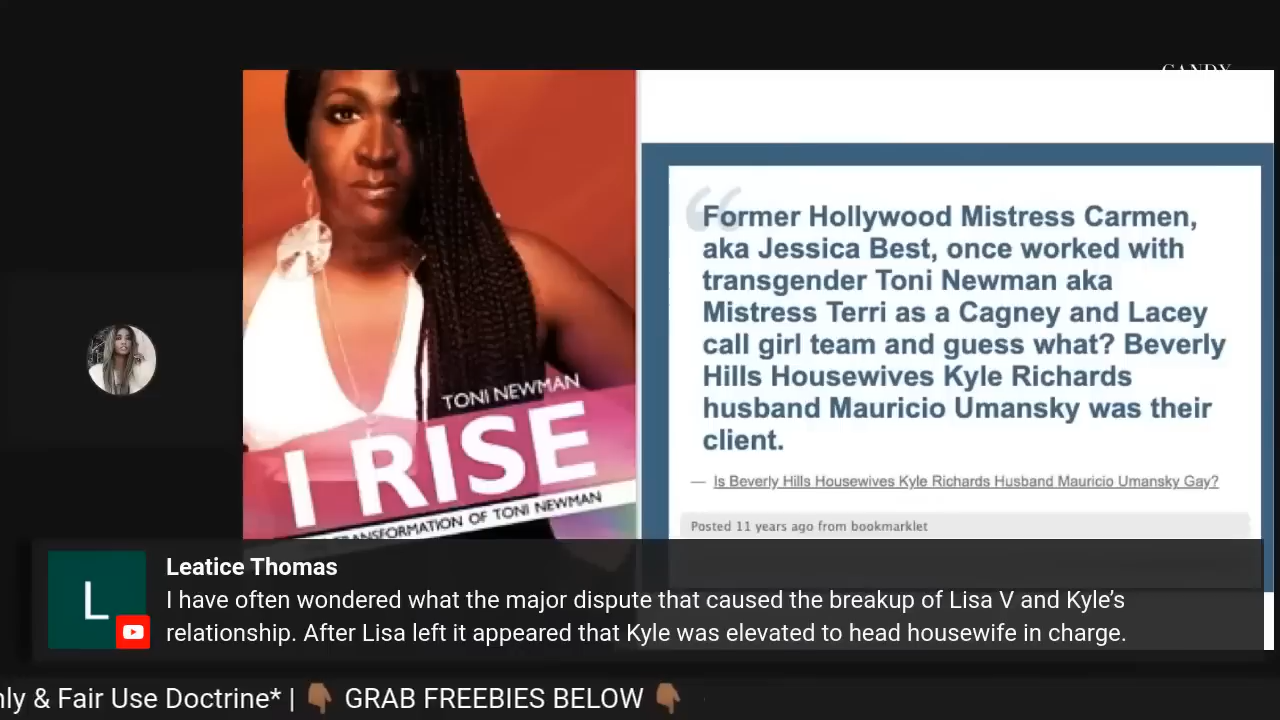 TONI NEWMAN
I RISE
TRANSFORMATION OF TONI NEWMAN
Former Hollywood Mistress Carmen,
aka Jessica Best, once worked with
transgender Toni Newman aka
Mistress Terri as a Cagney and Lacey
call girl team and guess what? Beverly
Hills Housewives Kyle Richards
husband Mauricio Umansky was their
client.
— Is Beverly Hills Housewives Kyle Richards Husband Mauricio Umansky Gay?
Posted 11 years ago from bookmarklet
L
Leatice Thomas
I have often wondered what the major dispute that caused the breakup of Lisa V and Kyle’s
relationship. After Lisa left it appeared that Kyle was elevated to head housewife in charge.
& Fair Use Doctrine* | 👇🏾 GRAB FREEBIES BELOW 👇🏾